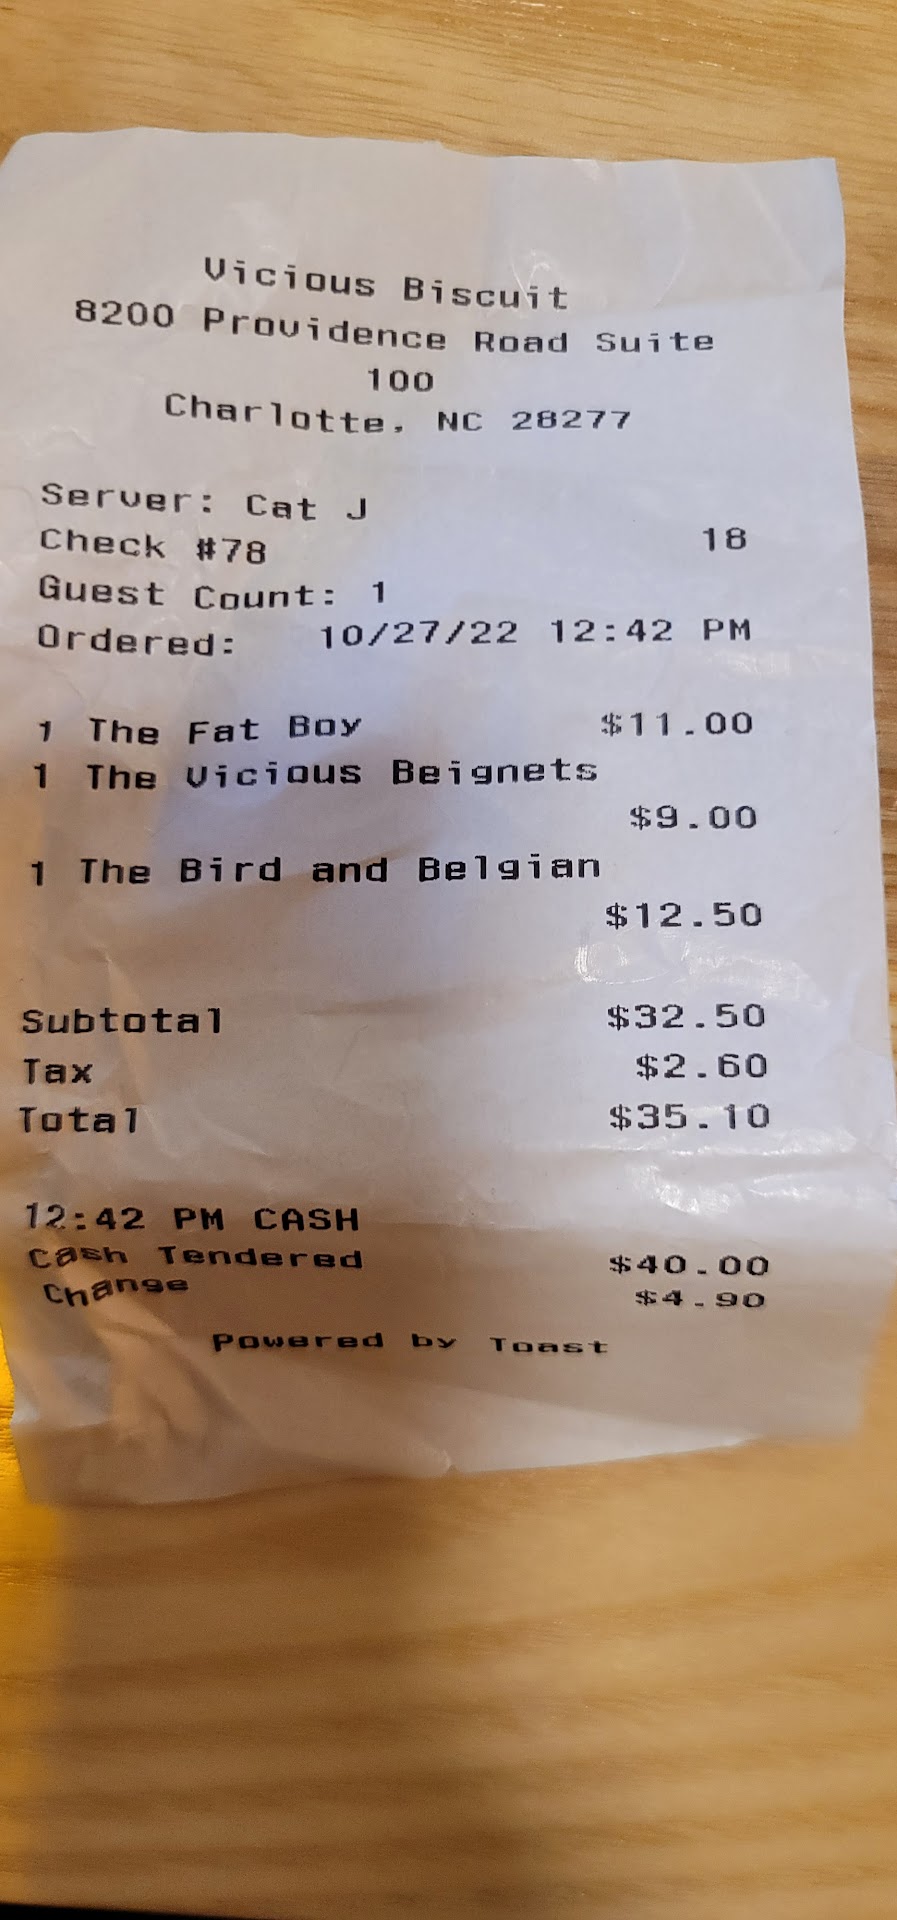 Vicious Biscuit
8200 Providence Road Suite
100
Charlotte, NC 28277
Server: Cat J
Check #78 18
Guest Count: 1
Ordered: 10/27/22 12:42 PM
1 The Fat Boy $11.00
1 The Vicious Beignets
$9.00
1 The Bird and Belgian
$12.50
Subtotal $32.50
Tax $2.60
Total $35.10
12:42 PM CASH
Cash Tendered $40.00
Change $4.90
Powered by Toast